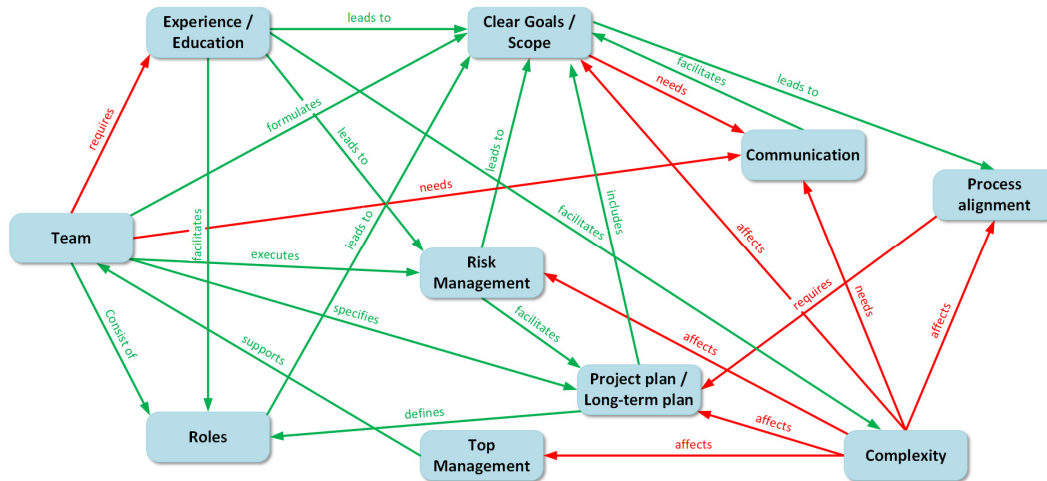 Experience /
Education
leads to
Clear Goals /
Scope
needs
facilitates
leads to
requires
formulates
leads to
leads to
Communication
Process
alignment
needs
includes
facilitates
facilitates
leads to
affects
Team
executes
Risk
Management
requires
needs
affects
Consist of
supports
specifies
facilitates
affects
Project plan /
Long-term plan
defines
affects
Roles
Top
Management
affects
Complexity